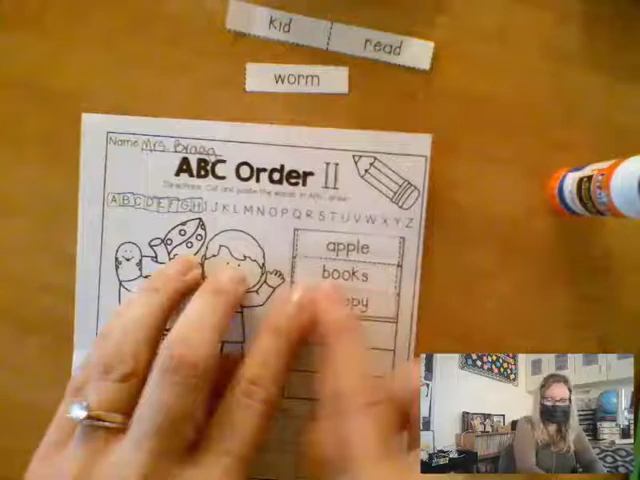 kid
read
worm
Name Mrs. Bragg
ABC Order II
Directions: Cut and paste the words in ABC order.
A B C D E F G H I J K L M N O P Q R S T U V W X Y Z
apple
books